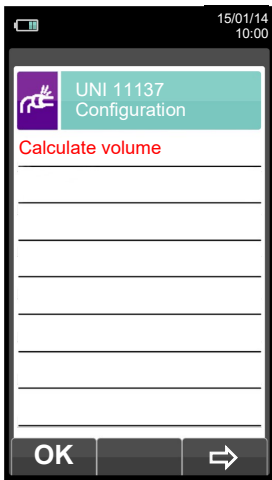 15/01/14
10:00
UNI 11137
Configuration
Calculate volume
OK